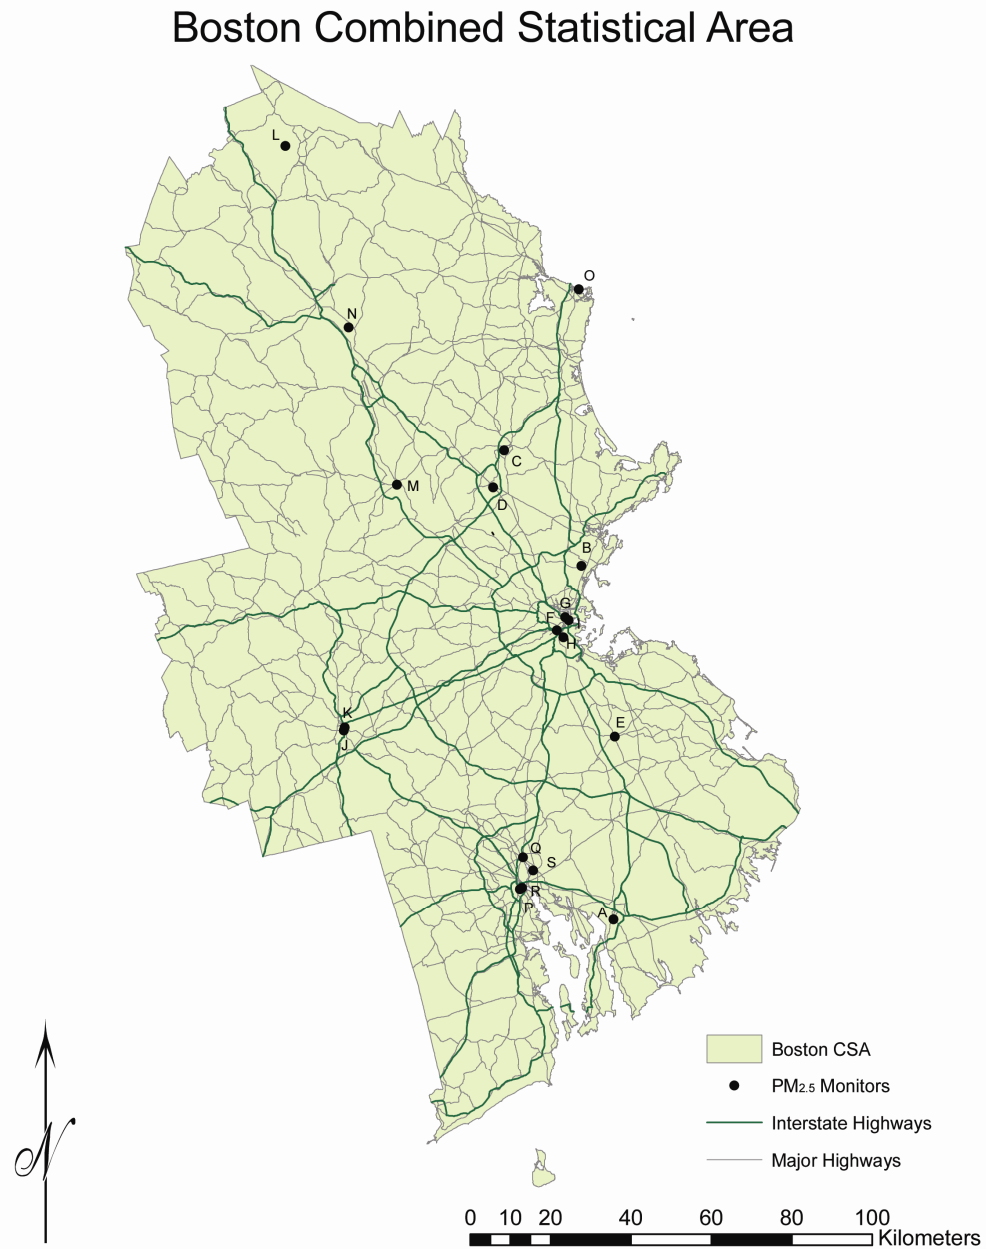 Boston Combined Statistical Area
L
O
N
C
M
D
B
G
F
I
H
K
J
E
Q
S
R
P
A
Boston CSA
PM2.5 Monitors
Interstate Highways
Major Highways
N
0 10 20 40 60 80 100
Kilometers